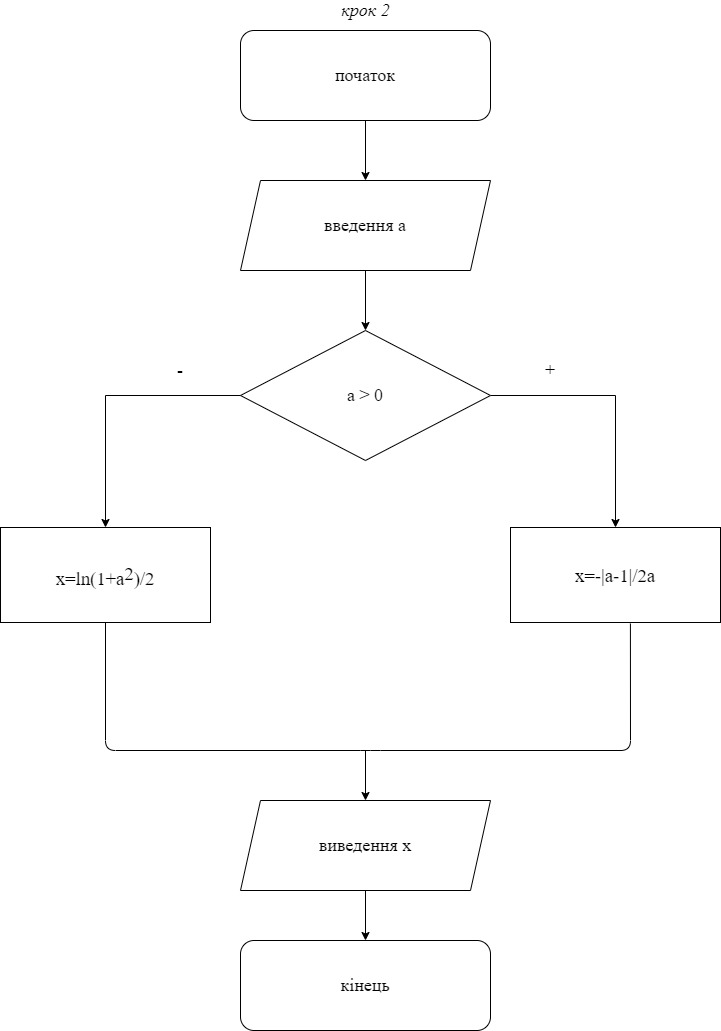 крок 2
початок
введення a
a > 0
-
+
x=ln(1+a²)/2
x=-|a-1|/2a
виведення x
кінець